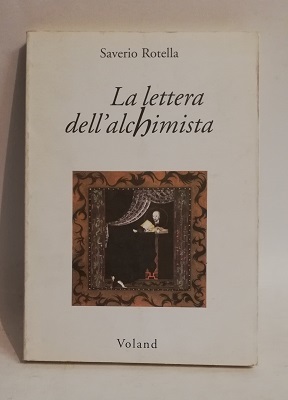 Saverio Rotella
La lettera
dell'alchimista
Voland